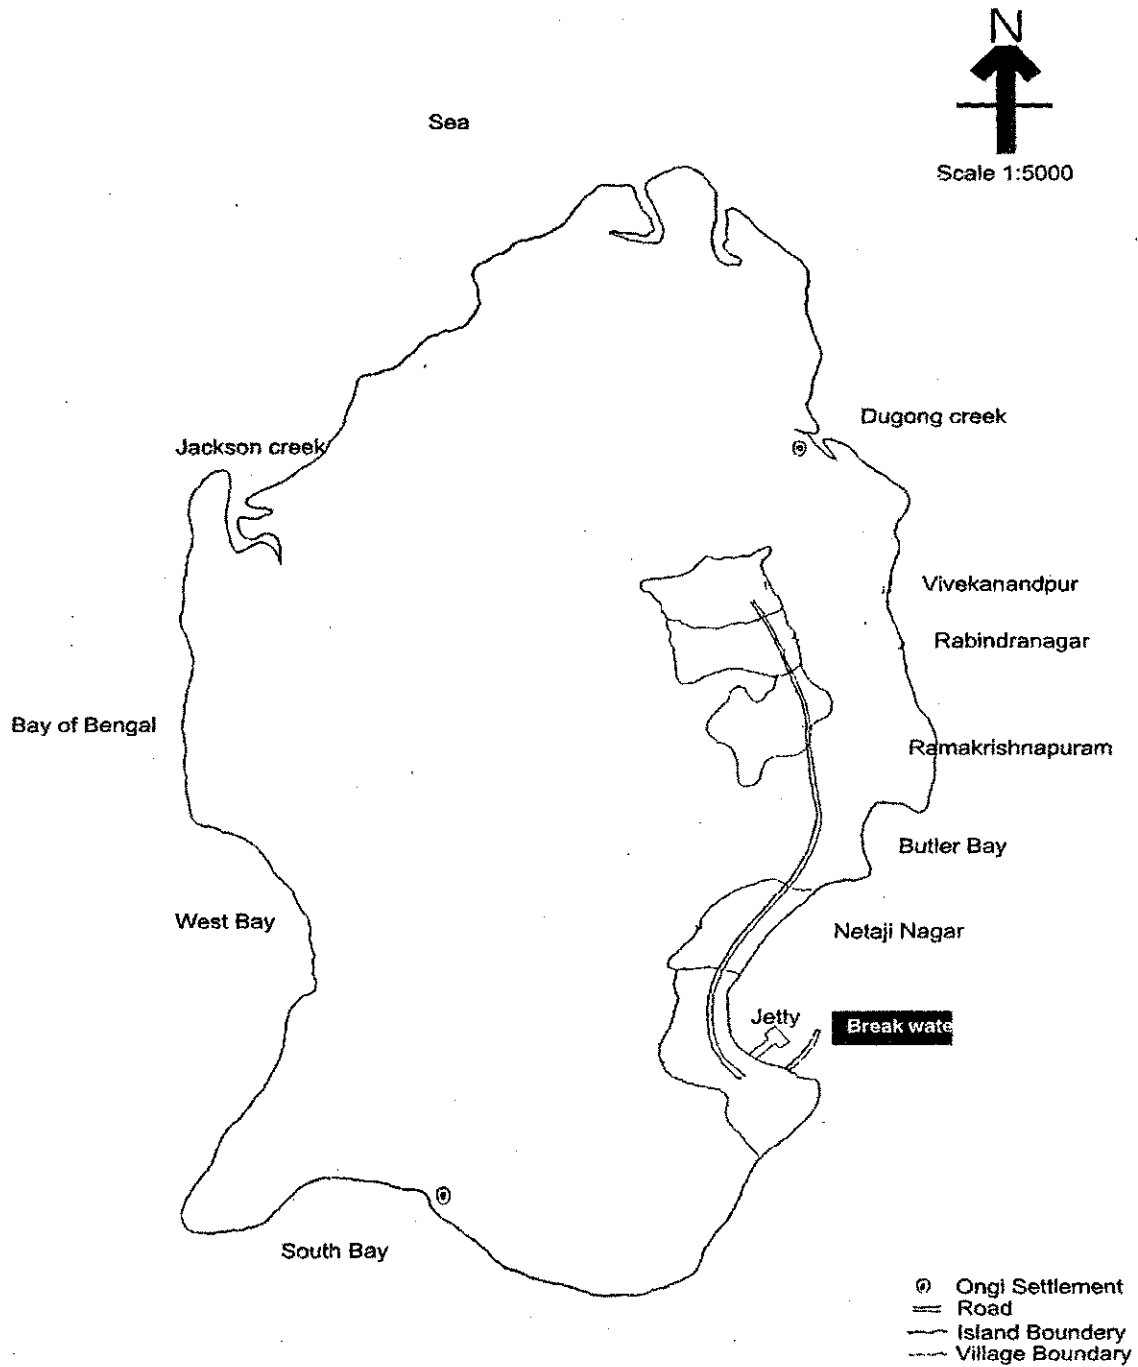 N
Scale 1:5000
Sea
Dugong creek
Jackson creek
Vivekanandpur
Rabindranagar
Bay of Bengal
Ramakrishnapuram
Butler Bay
West Bay
Netaji Nagar
Jetty
Break wate
South Bay
Ongi Settlement
Road
Island Boundery
Village Boundary